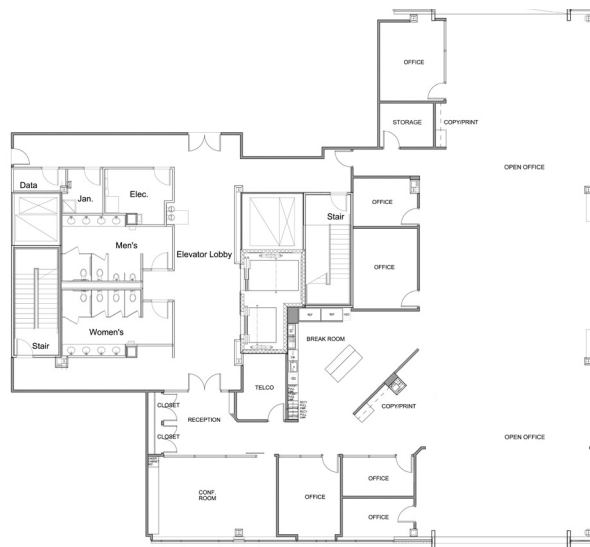 OFFICE
STORAGE
COPY/PRINT
OPEN OFFICE
Data
Jan.
Elec.
Stair
OFFICE
Men's
Elevator Lobby
OFFICE
Women's
Stair
BREAK ROOM
TELCO
CLOSET
COPY/PRINT
RECEPTION
CLOSET
OPEN OFFICE
CONF.
ROOM
OFFICE
OFFICE
OFFICE